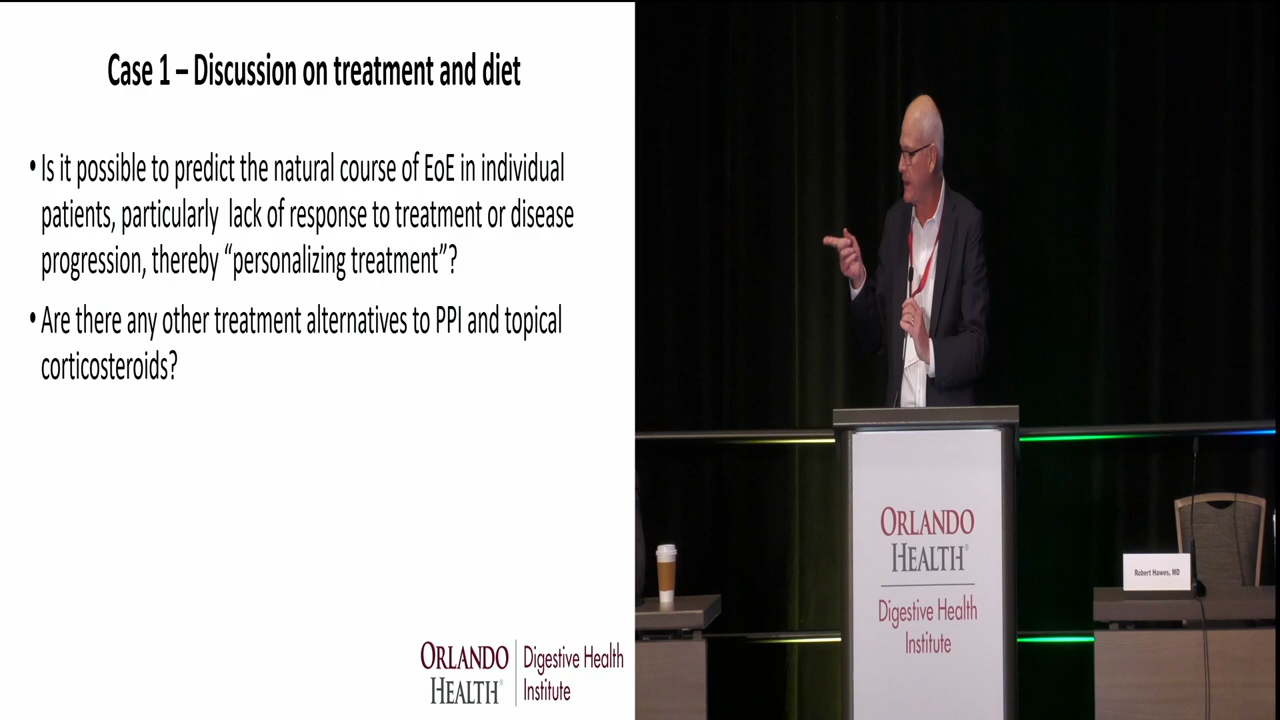 Case 1 – Discussion on treatment and diet
• Is it possible to predict the natural course of EoE in individual
patients, particularly  lack of response to treatment or disease
progression, thereby “personalizing treatment”?
• Are there any other treatment alternatives to PPI and topical
corticosteroids?
ORLANDO
HEALTH®
Digestive Health
Institute
ORLANDO
HEALTH®
Digestive Health
Institute
Robert Hawes, MD